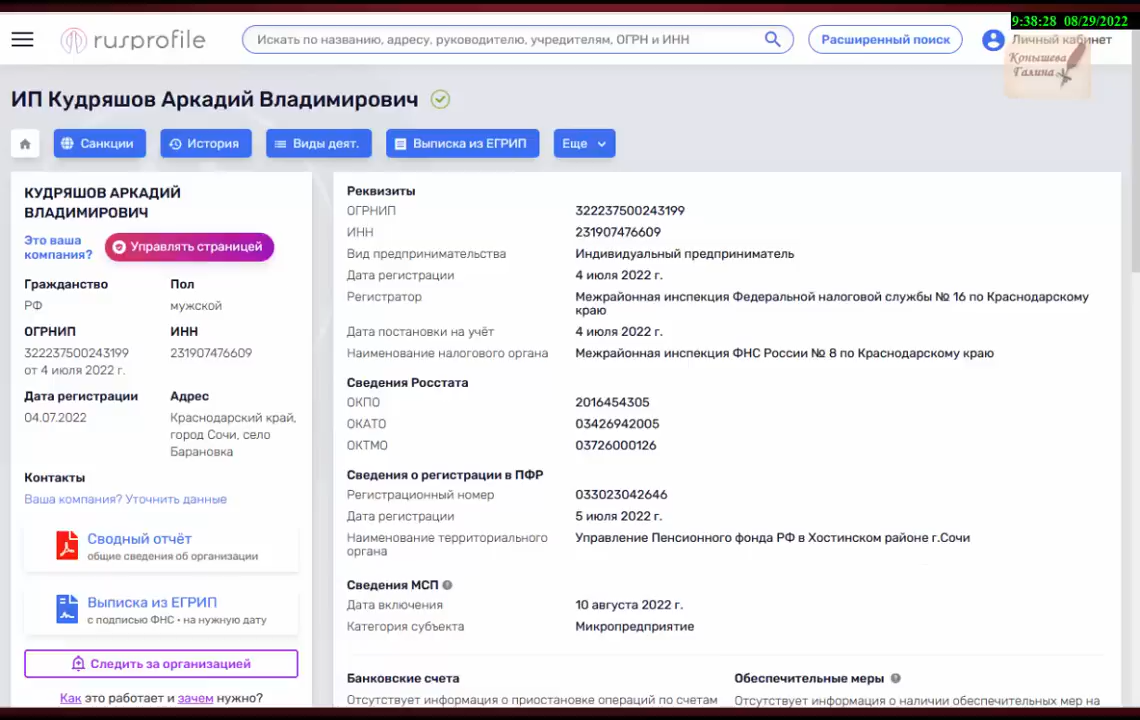 9:38:28 08/29/2022
rusprofile
Искать по названию, адресу, руководителю, учредителям, ОГРН и ИНН
Расширенный поиск
Личный кабинет
Конышева
Галина
ИП Кудряшов Аркадий Владимирович
Санкции
История
Виды деят.
Выписка из ЕГРИП
Еще
КУДРЯШОВ АРКАДИЙ
ВЛАДИМИРОВИЧ
Это ваша
компания?
Управлять страницей
Гражданство
Пол
РФ
мужской
ОГРНИП
ИНН
322237500243199
231907476609
от 4 июля 2022 г.
Дата регистрации
Адрес
04.07.2022
Краснодарский край,
город Сочи, село
Барановка
Контакты
Ваша компания? Уточнить данные
Сводный отчёт
общие сведения об организации
Выписка из ЕГРИП
с подписью ФНС • на нужную дату
Следить за организацией
Как это работает и зачем нужно?
Реквизиты
ОГРНИП 322237500243199
ИНН 231907476609
Вид предпринимательства Индивидуальный предприниматель
Дата регистрации 4 июля 2022 г.
Регистратор Межрайонная инспекция Федеральной налоговой службы № 16 по Краснодарскому
краю
Дата постановки на учёт 4 июля 2022 г.
Наименование налогового органа Межрайонная инспекция ФНС России № 8 по Краснодарскому краю
Сведения Росстата
ОКПО 2016454305
ОКАТО 03426942005
ОКТМО 03726000126
Сведения о регистрации в ПФР
Регистрационный номер 033023042646
Дата регистрации 5 июля 2022 г.
Наименование территориального Управление Пенсионного фонда РФ в Хостинском районе г.Сочи
органа
Сведения МСП
Дата включения 10 августа 2022 г.
Категория субъекта Микропредприятие
Банковские счета
Отсутствует информация о приостановке операций по счетам
Обеспечительные меры
Отсутствует информация о наличии обеспечительных мер на